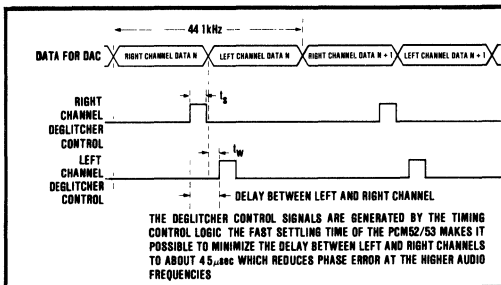 44 1kHz
DATA FOR DAC
RIGHT CHANNEL DATA N
LEFT CHANNEL DATA N
RIGHT CHANNEL DATA N + 1
LEFT CHANNEL DATA N + 1
ts
RIGHT
CHANNEL
DEGLITCHER
CONTROL
tw
LEFT
CHANNEL
DEGLITCHER
CONTROL
DELAY BETWEEN LEFT AND RIGHT CHANNEL
THE DEGLITCHER CONTROL SIGNALS ARE GENERATED BY THE TIMING
CONTROL LOGIC THE FAST SETTLING TIME OF THE PCM52/53 MAKES IT
POSSIBLE TO MINIMIZE THE DELAY BETWEEN LEFT AND RIGHT CHANNELS
TO ABOUT 4 5μsec WHICH REDUCES PHASE ERROR AT THE HIGHER AUDIO
FREQUENCIES